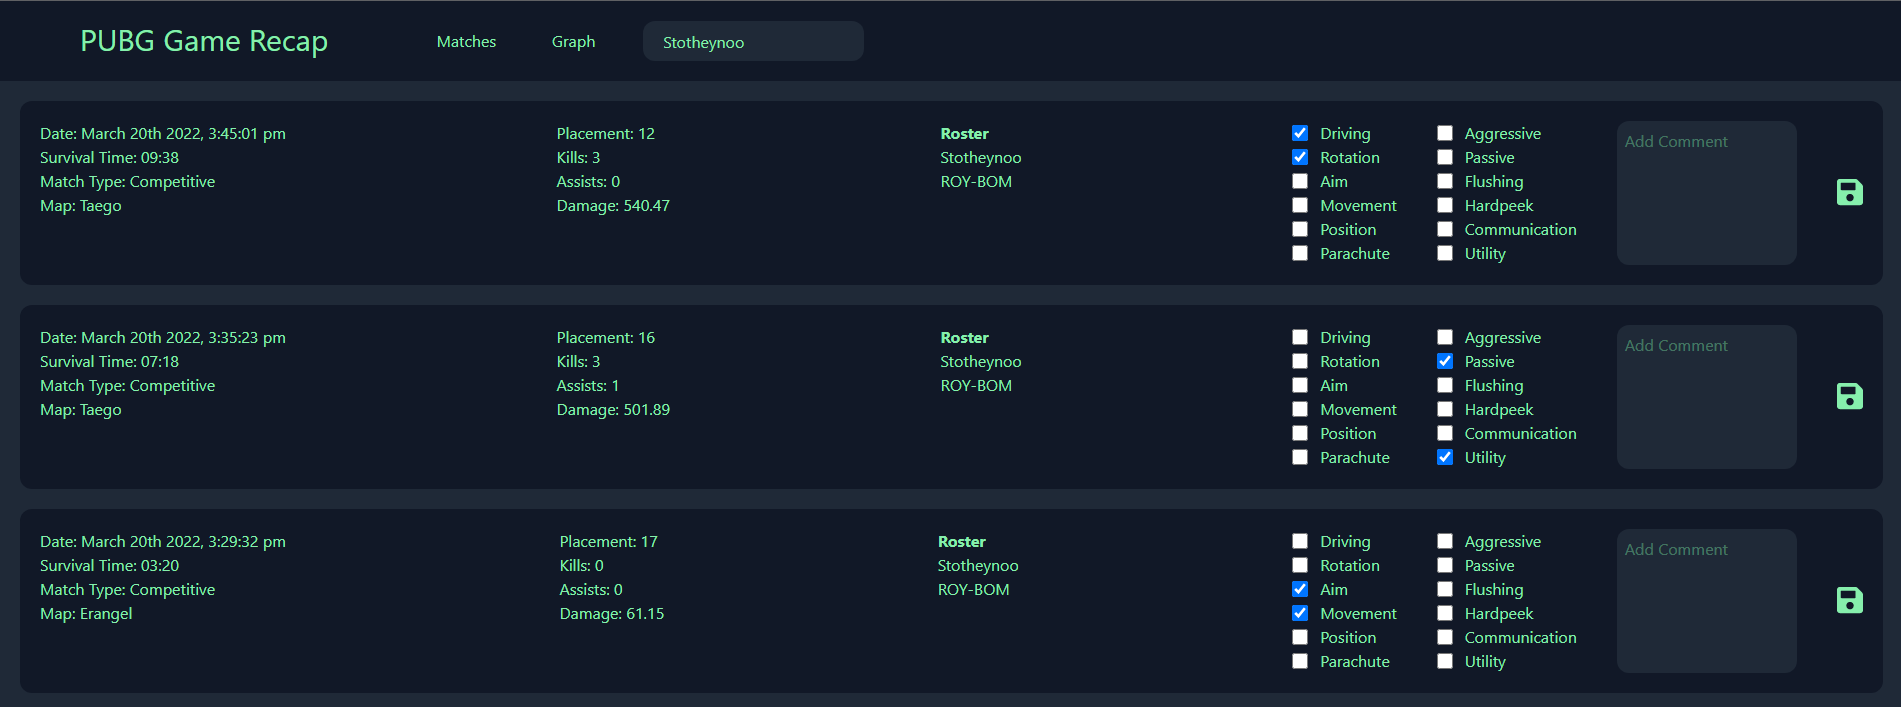 PUBG Game Recap
Matches
Graph
Stotheynoo
Date: March 20th 2022, 3:45:01 pm
Survival Time: 09:38
Match Type: Competitive
Map: Taego
Placement: 12
Kills: 3
Assists: 0
Damage: 540.47
Roster
Stotheynoo
ROY-BOM
Driving
Rotation
Aim
Movement
Position
Parachute
Aggressive
Passive
Flushing
Hardpeek
Communication
Utility
Add Comment
Date: March 20th 2022, 3:35:23 pm
Survival Time: 07:18
Match Type: Competitive
Map: Taego
Placement: 16
Kills: 3
Assists: 1
Damage: 501.89
Roster
Stotheynoo
ROY-BOM
Driving
Rotation
Aim
Movement
Position
Parachute
Aggressive
Passive
Flushing
Hardpeek
Communication
Utility
Add Comment
Date: March 20th 2022, 3:29:32 pm
Survival Time: 03:20
Match Type: Competitive
Map: Erangel
Placement: 17
Kills: 0
Assists: 0
Damage: 61.15
Roster
Stotheynoo
ROY-BOM
Driving
Rotation
Aim
Movement
Position
Parachute
Aggressive
Passive
Flushing
Hardpeek
Communication
Utility
Add Comment